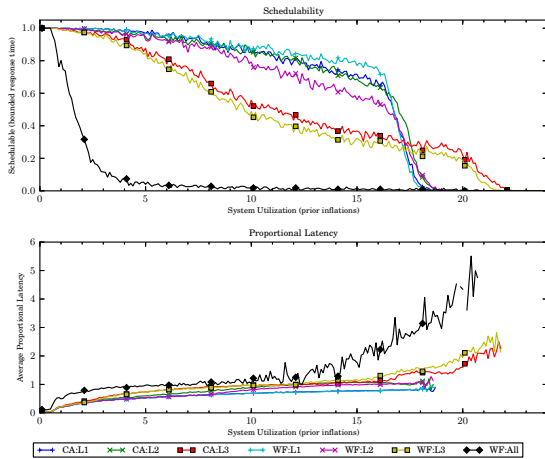 Schedulability
Schedulable (bounded response time)
1.0
0.8
0.6
0.4
0.2
0.0
0 5 10 15 20
System Utilization (prior inflations)
Proportional Latency
Average Proportional Latency
6
5
4
3
2
1
0
0 5 10 15 20
System Utilization (prior inflations)
CA:L1 CA:L2 CA:L3 WF:L1 WF:L2 WF:L3 WF:All